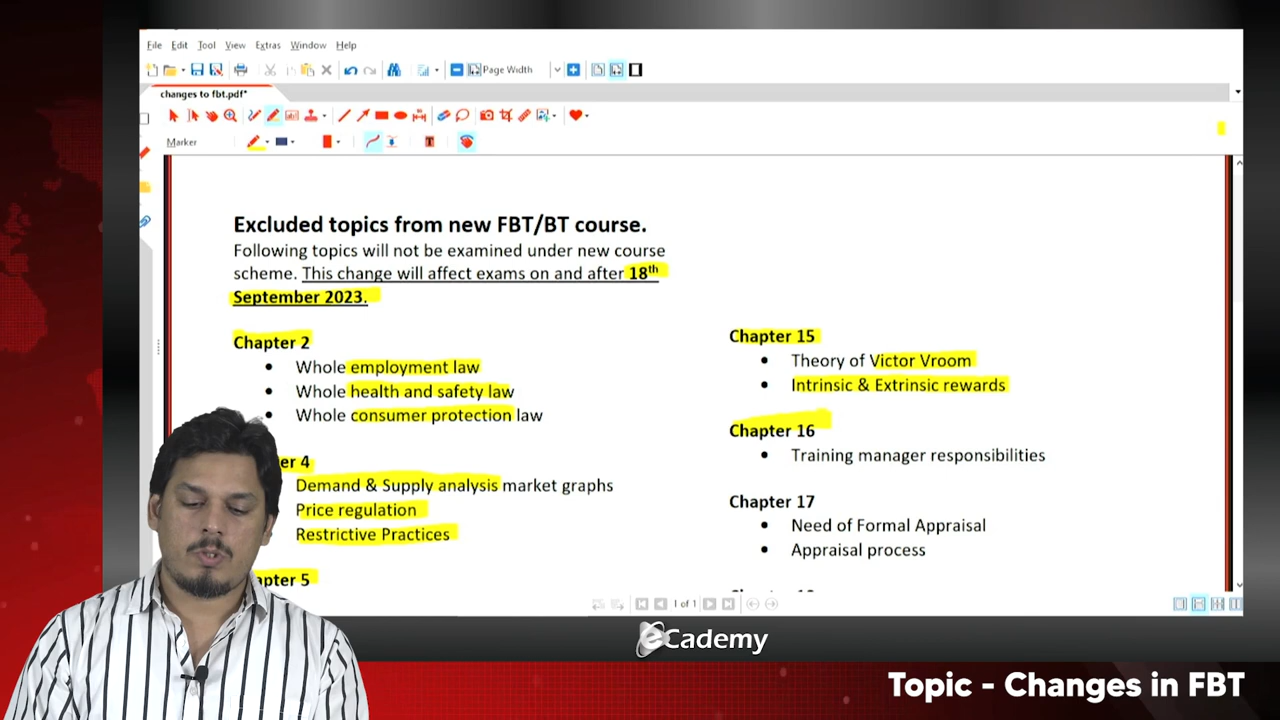 File Edit Tool View Extras Window Help
Page Width
changes to fbt.pdf*
Marker
Excluded topics from new FBT/BT course.
Following topics will not be examined under new course
scheme. This change will affect exams on and after 18th
September 2023.
Chapter 2
• Whole employment law
• Whole health and safety law
• Whole consumer protection law
er 4
Demand & Supply analysis market graphs
Price regulation
Restrictive Practices
apter 5
Chapter 15
• Theory of Victor Vroom
• Intrinsic & Extrinsic rewards
Chapter 16
• Training manager responsibilities
Chapter 17
• Need of Formal Appraisal
• Appraisal process
1 of 1
eCademy
Topic - Changes in FBT